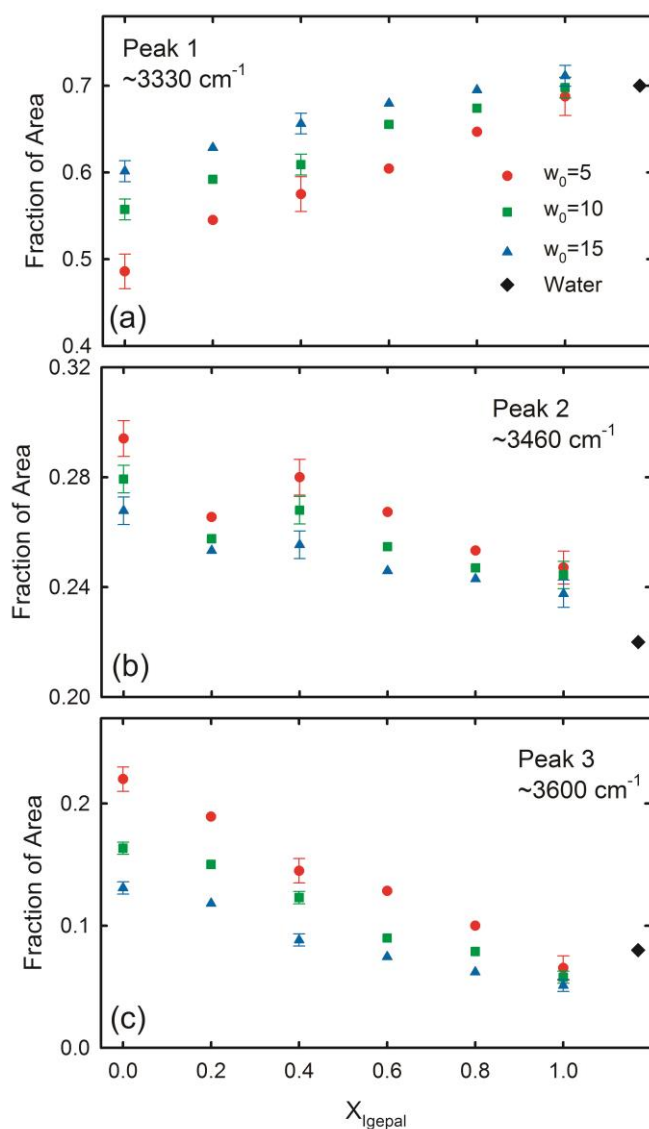 Peak 1
~3330 cm⁻¹
0.7
0.6
0.5
0.4
Fraction of Area
w₀=5
w₀=10
w₀=15
Water
(a)
Peak 2
~3460 cm⁻¹
0.32
0.28
0.24
0.20
Fraction of Area
(b)
Peak 3
~3600 cm⁻¹
0.2
0.1
0.0
Fraction of Area
(c)
0.0 0.2 0.4 0.6 0.8 1.0
X_Igepal